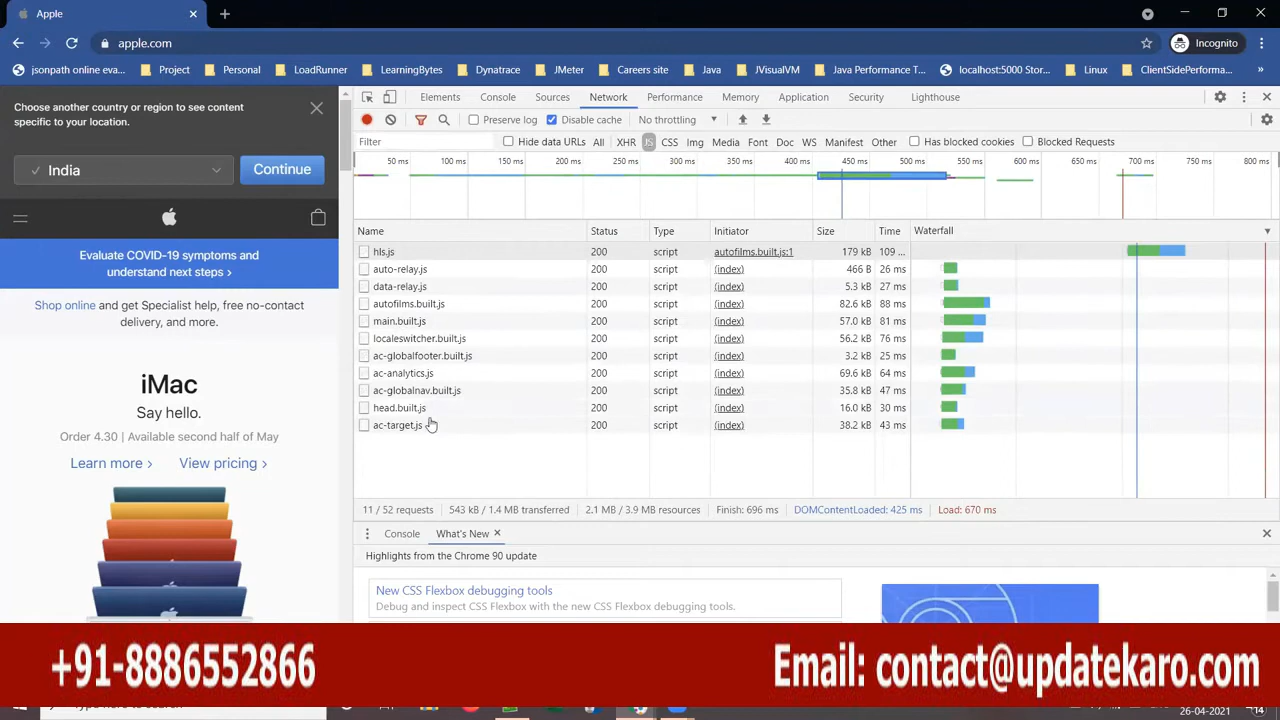 Apple
apple.com
Incognito
jsonpath online eva...
Project
Personal
LoadRunner
LearningBytes
Dynatrace
JMeter
Careers site
Java
JVisualVM
Java Performance T...
localhost:5000 Stor...
Linux
ClientSidePerforma...
Choose another country or region to see content
specific to your location.
✓ India
Continue
Evaluate COVID-19 symptoms and
understand next steps >
Shop online and get Specialist help, free no-contact
delivery, and more.
iMac
Say hello.
Order 4.30 | Available second half of May
Learn more >
View pricing >
Elements
Console
Sources
Network
Performance
Memory
Application
Security
Lighthouse
Preserve log
Disable cache
No throttling
Filter
Hide data URLs
All
XHR
JS
CSS
Img
Media
Font
Doc
WS
Manifest
Other
Has blocked cookies
Blocked Requests
50 ms
100 ms
150 ms
200 ms
250 ms
300 ms
350 ms
400 ms
450 ms
500 ms
550 ms
600 ms
650 ms
700 ms
750 ms
800 ms
Name Status Type Initiator Size Time Waterfall
hls.js 200 script autofilms.built.js:1 179 kB 109 ...
auto-relay.js 200 script (index) 466 B 26 ms
data-relay.js 200 script (index) 5.3 kB 27 ms
autofilms.built.js 200 script (index) 82.6 kB 88 ms
main.built.js 200 script (index) 57.0 kB 81 ms
localeswitcher.built.js 200 script (index) 56.2 kB 76 ms
ac-globalfooter.built.js 200 script (index) 3.2 kB 25 ms
ac-analytics.js 200 script (index) 69.6 kB 64 ms
ac-globalnav.built.js 200 script (index) 35.8 kB 47 ms
head.built.js 200 script (index) 16.0 kB 30 ms
ac-target.js 200 script (index) 38.2 kB 43 ms
11 / 52 requests
543 kB / 1.4 MB transferred
2.1 MB / 3.9 MB resources
Finish: 696 ms
DOMContentLoaded: 425 ms
Load: 670 ms
Console
What's New
Highlights from the Chrome 90 update
New CSS Flexbox debugging tools
Debug and inspect CSS Flexbox with the new CSS Flexbox debugging tools.
+91-8886552866
Email: contact@updatekaro.com
26-04-2021
14